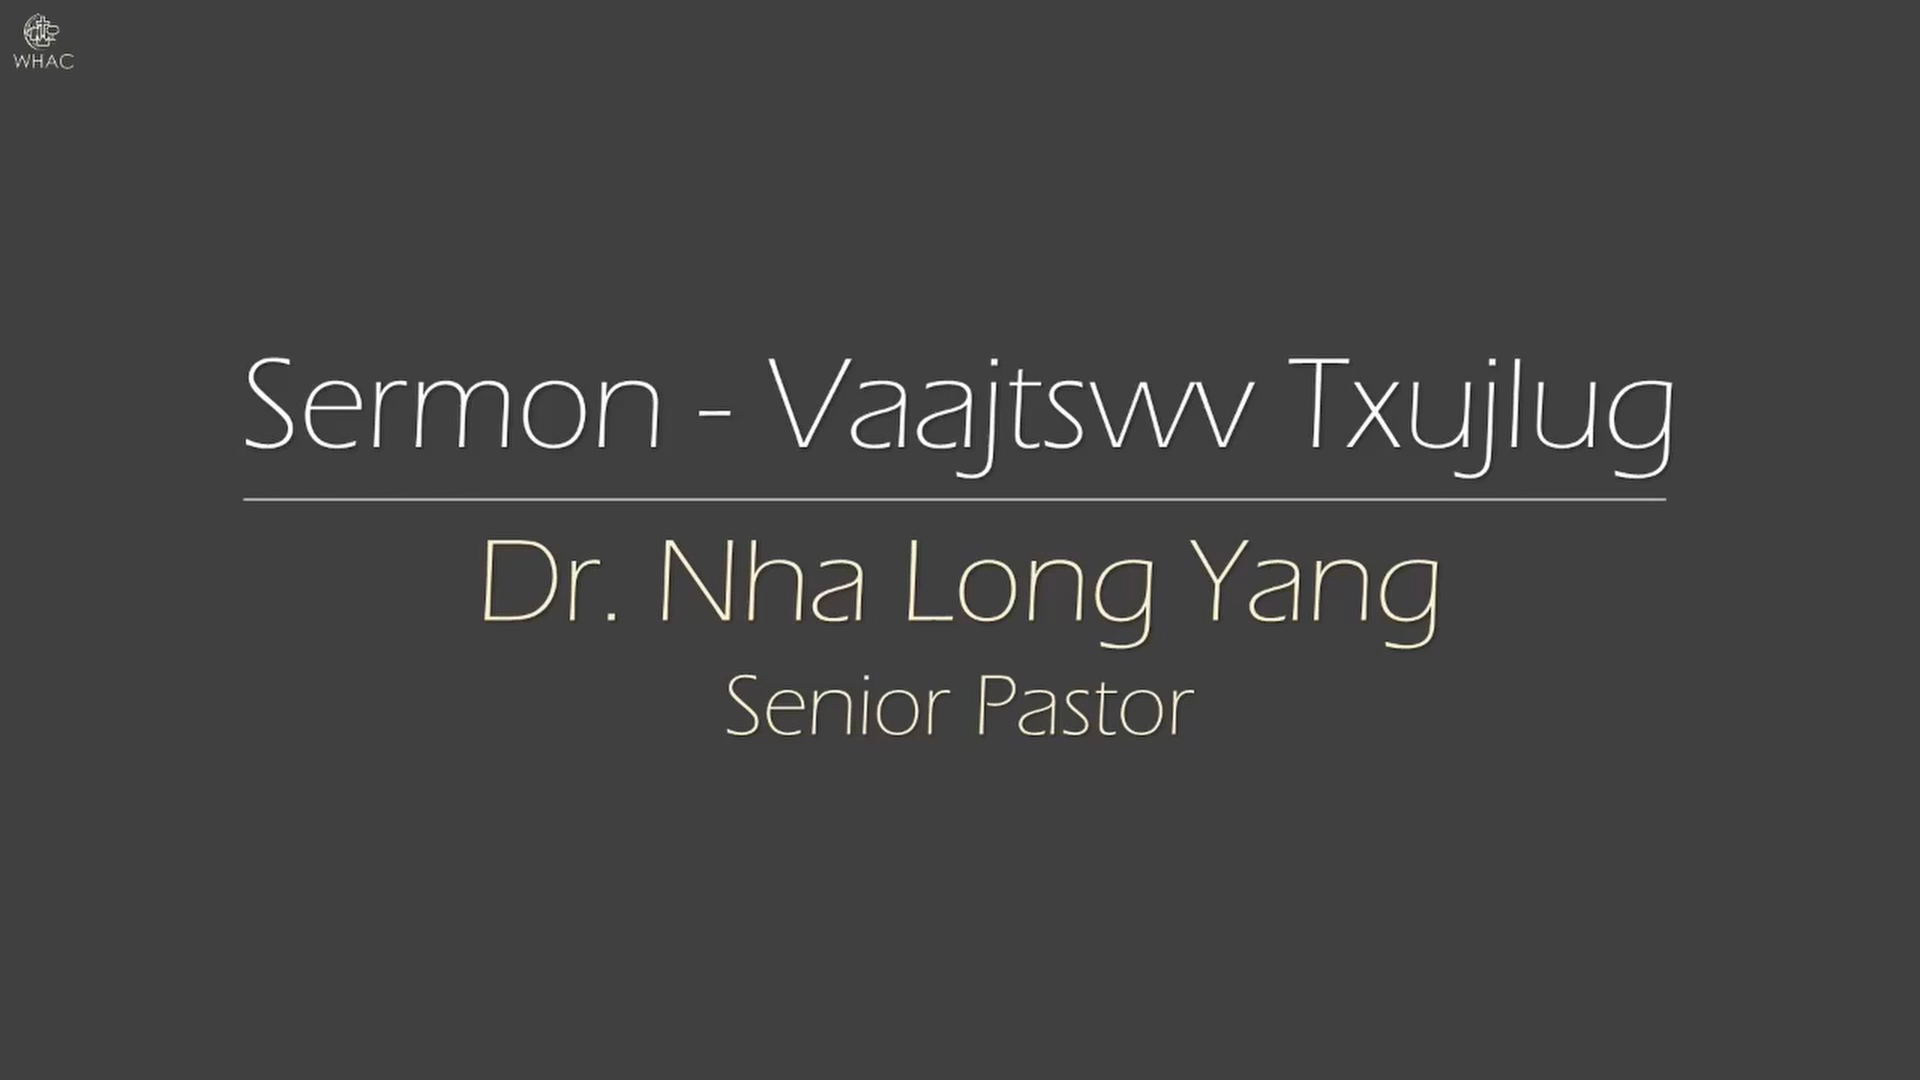 WHAC
Sermon - Vaajtswv Txujlug
Dr. Nha Long Yang
Senior Pastor